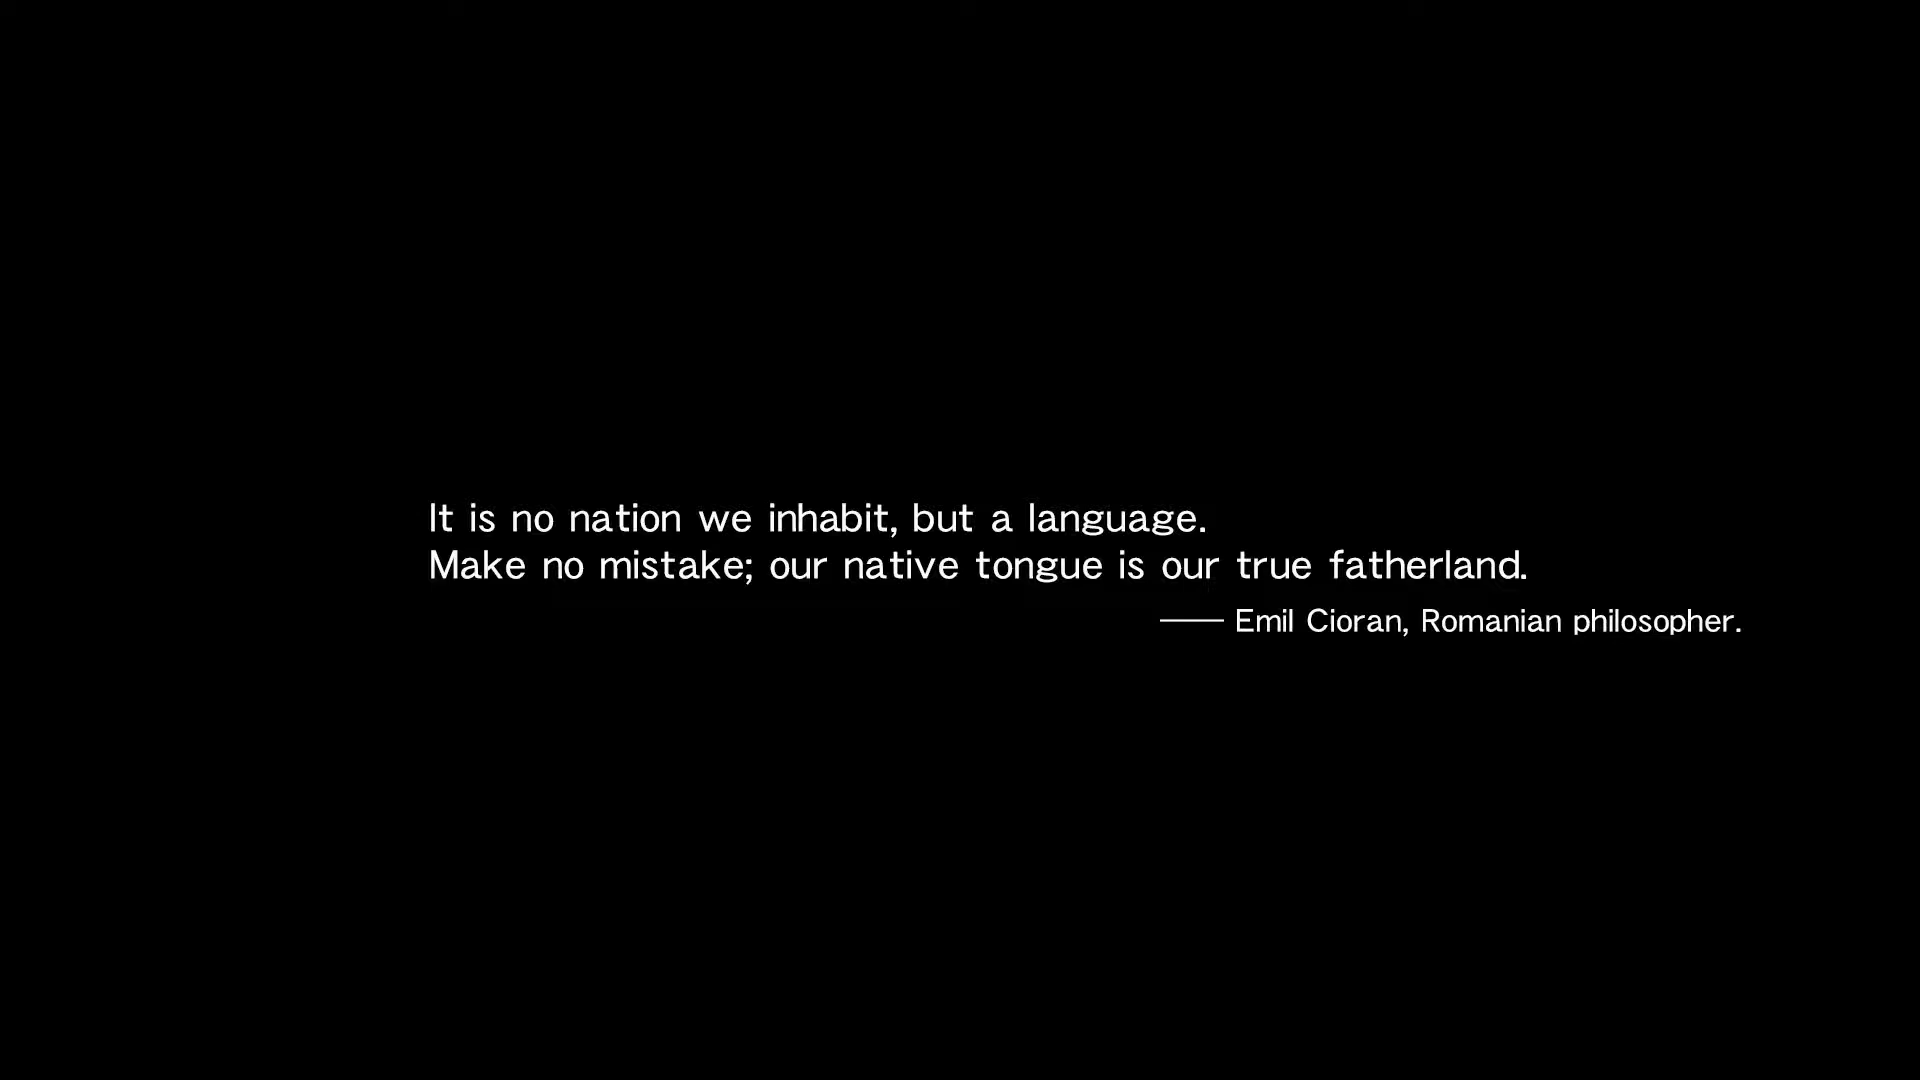 It is no nation we inhabit, but a language.
Make no mistake; our native tongue is our true fatherland.
—— Emil Cioran, Romanian philosopher.